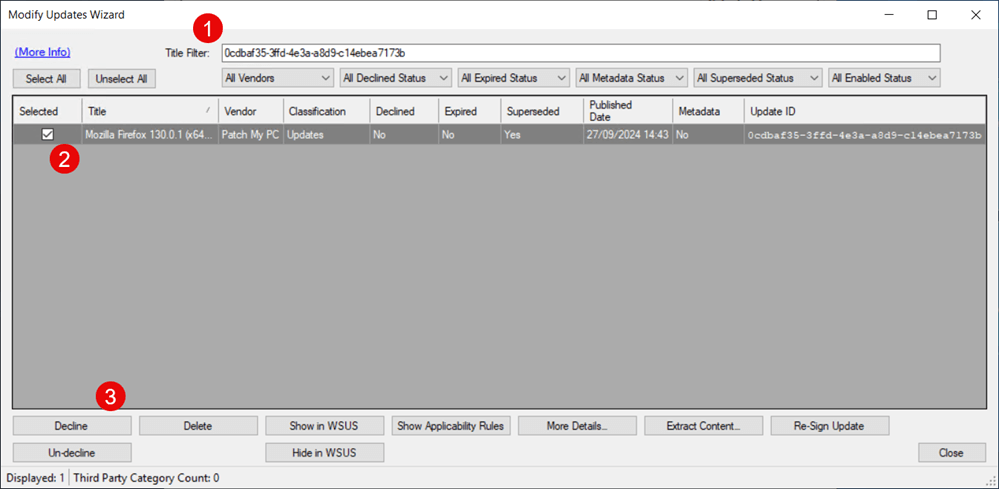 Modify Updates Wizard
1
(More Info)
Title Filter:
0cdbaf35-3ffd-4e3a-a8d9-c14ebea7173b
Select All
Unselect All
All Vendors
All Declined Status
All Expired Status
All Metadata Status
All Superseded Status
All Enabled Status
Selected
Title
Vendor
Classification
Declined
Expired
Superseded
Published
Date
Metadata
Update ID
Mozilla Firefox 130.0.1 (x64...
Patch My PC
Updates
No
No
Yes
27/09/2024 14:43
No
0cdbaf35-3ffd-4e3a-a8d9-c14ebea7173b
2
3
Decline
Delete
Show in WSUS
Show Applicability Rules
More Details...
Extract Content...
Re-Sign Update
Un-decline
Hide in WSUS
Close
Displayed: 1
Third Party Category Count: 0